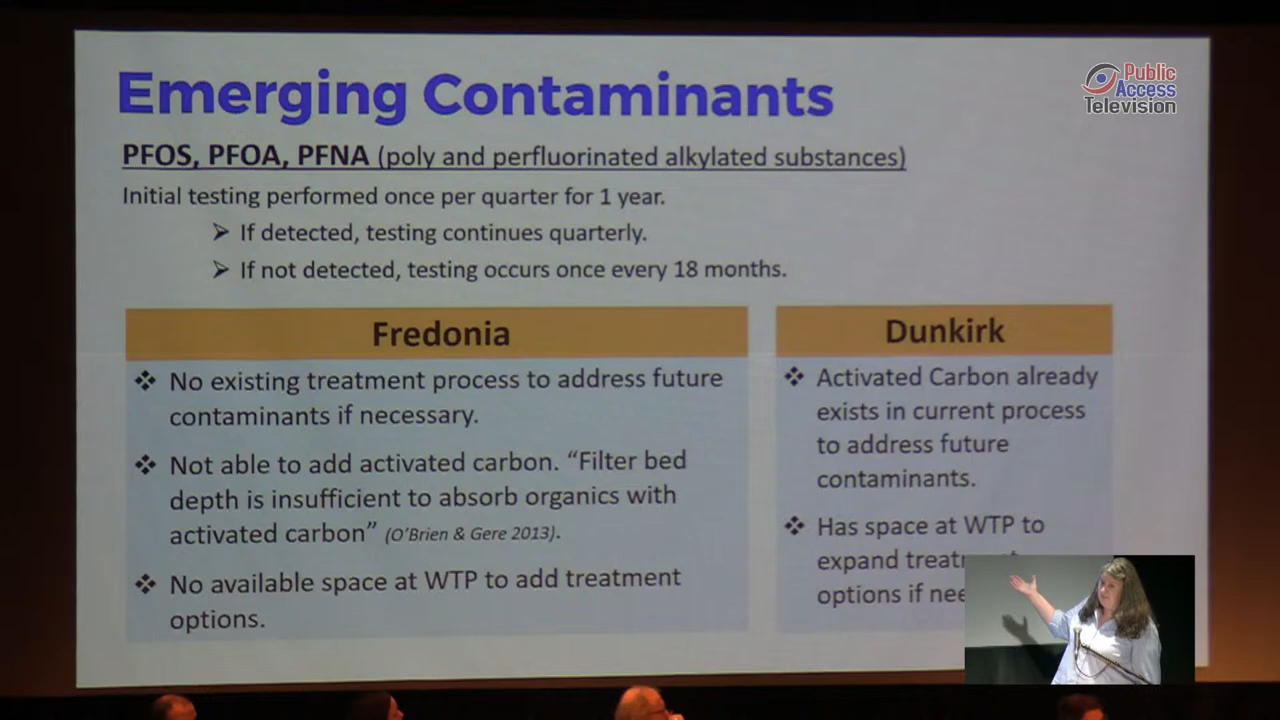 Emerging Contaminants
Public
Access
Television
PFOS, PFOA, PFNA (poly and perfluorinated alkylated substances)
Initial testing performed once per quarter for 1 year.
➢ If detected, testing continues quarterly.
➢ If not detected, testing occurs once every 18 months.
Fredonia
❖ No existing treatment process to address future
contaminants if necessary.
❖ Not able to add activated carbon. “Filter bed
depth is insufficient to absorb organics with
activated carbon” (O’Brien & Gere 2013).
❖ No available space at WTP to add treatment
options.
Dunkirk
❖ Activated Carbon already
exists in current process
to address future
contaminants.
❖ Has space at WTP to
expand
options if